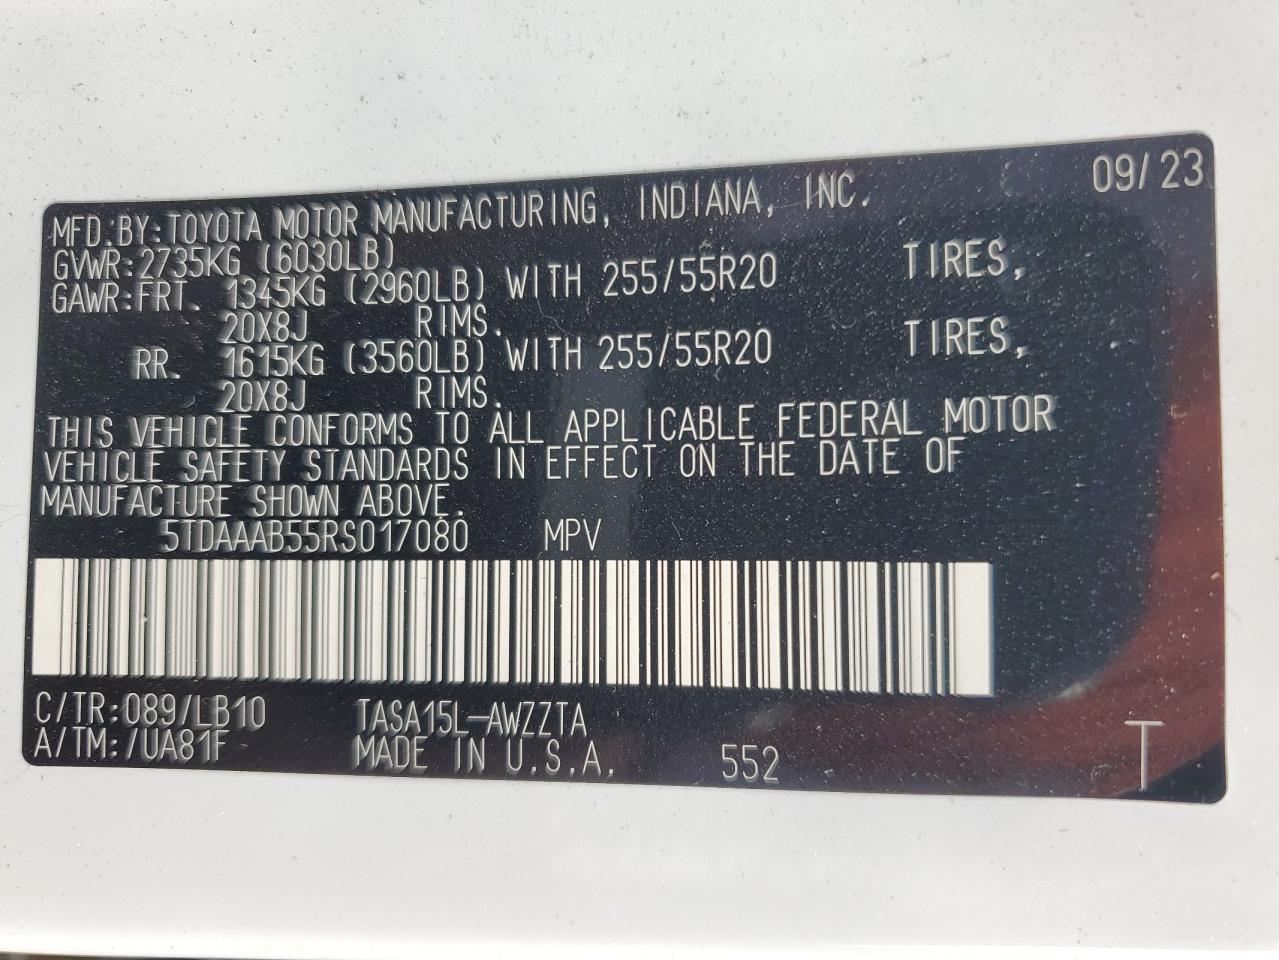 09/23
MFD.BY:TOYOTA MOTOR MANUFACTURING, INDIANA, INC.
GVWR:2735KG (6030LB)
GAWR:FRT. 1345KG (2960LB) WITH 255/55R20 TIRES,
20X8J RIMS.
RR. 1615KG (3560LB) WITH 255/55R20 TIRES,
20X8J RIMS.
THIS VEHICLE CONFORMS TO ALL APPLICABLE FEDERAL MOTOR
VEHICLE SAFETY STANDARDS IN EFFECT ON THE DATE OF
MANUFACTURE SHOWN ABOVE.
5TDAAAB55RS017080 MPV
C/TR:089/LB10 TASA15L-AWZZTA
A/TM:/UA81F MADE IN U.S.A. 552 T